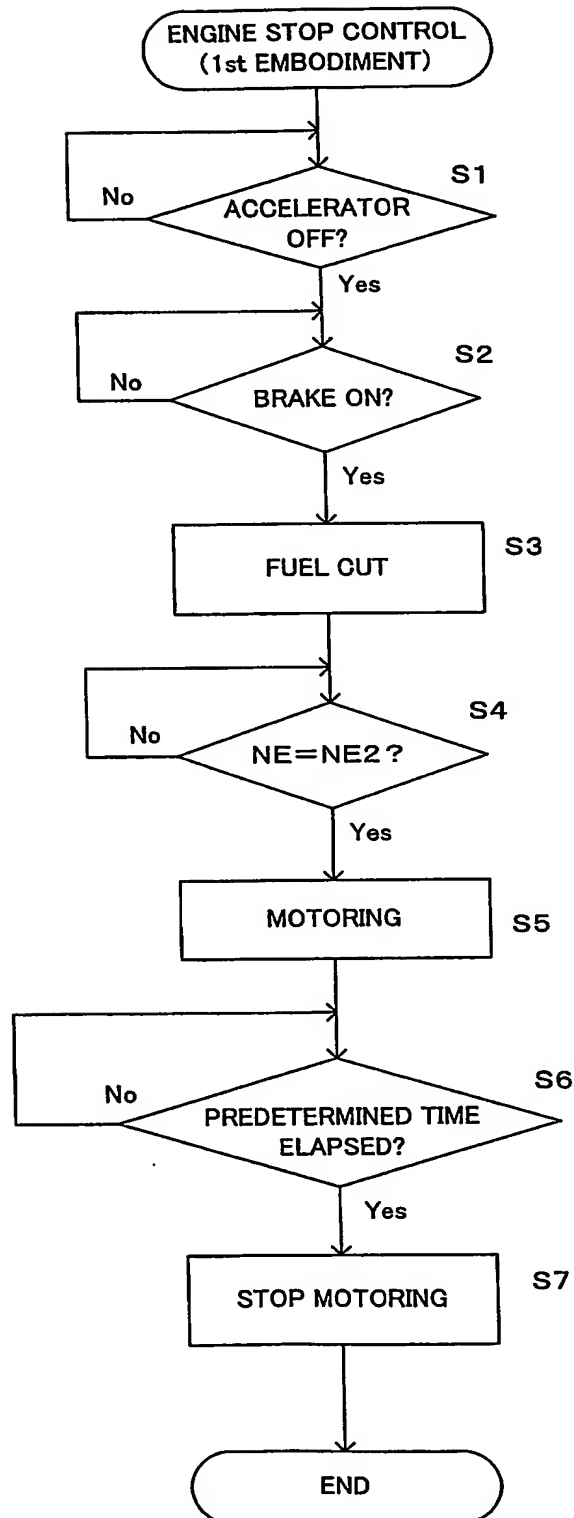 ENGINE STOP CONTROL
(1st EMBODIMENT)
S1
No
ACCELERATOR
OFF?
Yes
S2
No
BRAKE ON?
Yes
S3
FUEL CUT
S4
No
NE=NE2?
Yes
MOTORING
S5
S6
No
PREDETERMINED TIME
ELAPSED?
Yes
S7
STOP MOTORING
END